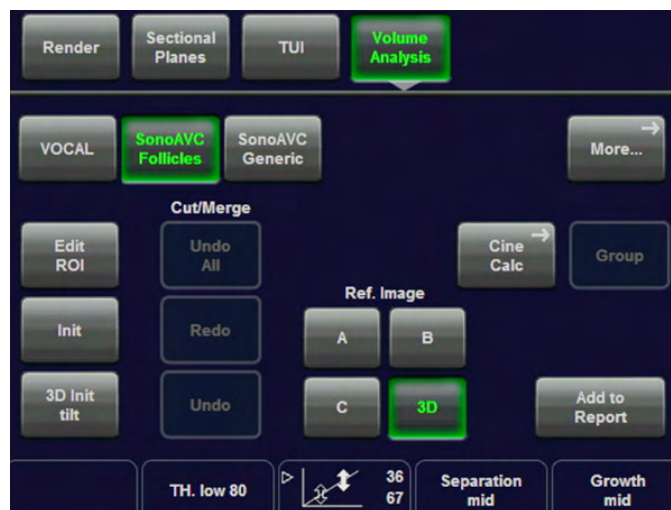 Render
Sectional
Planes
TUI
Volume
Analysis
VOCAL
SonoAVC
Follicles
SonoAVC
Generic
More...
Cut/Merge
Edit
ROI
Undo
All
Cine
Calc
Group
Ref. Image
Init
Redo
A
B
3D Init
tilt
Undo
C
3D
Add to
Report
TH. low 80
36
67
Separation
mid
Growth
mid